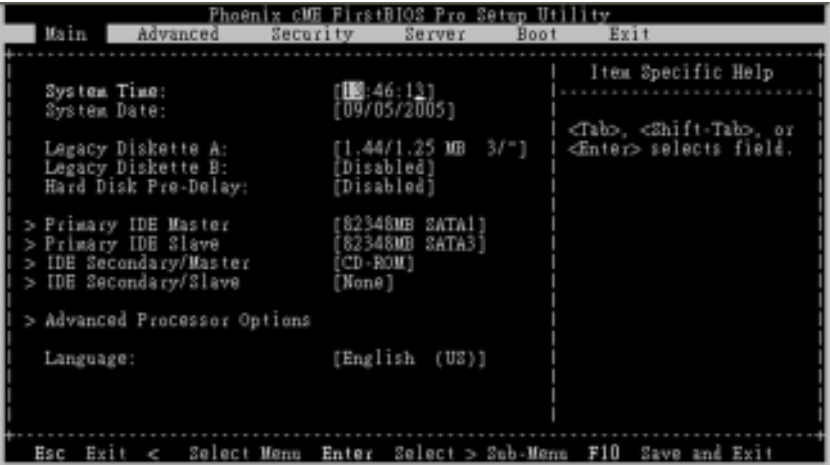 Phoenix cME FirstBIOS Pro Setup Utility
Main Advanced Security Server Boot Exit
Item Specific Help
System Time: [13:46:13]
System Date: [09/05/2005]
<Tab>, <Shift-Tab>, or
<Enter> selects field.
Legacy Diskette A: [1.44/1.25 MB 3/"]
Legacy Diskette B: [Disabled]
Hard Disk Pre-Delay: [Disabled]
> Primary IDE Master [82348MB SATA1]
> Primary IDE Slave [82348MB SATA3]
> IDE Secondary/Master [CD-ROM]
> IDE Secondary/Slave [None]
> Advanced Processor Options
Language: [English (US)]
Esc Exit < Select Menu Enter Select > Sub-Menu F10 Save and Exit